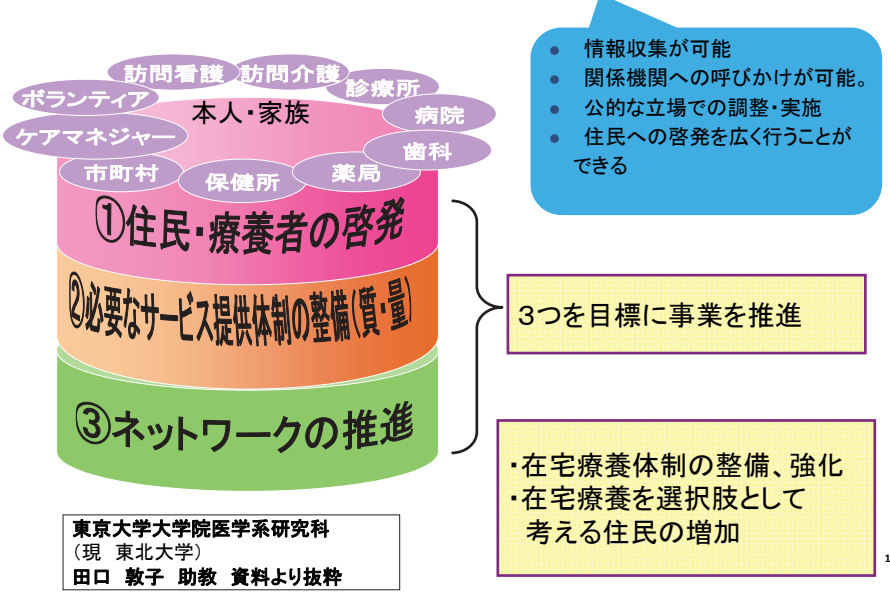 訪問看護
訪問介護
診療所
ボランティア
本人・家族
病院
ケアマネジャー
歯科
市町村
保健所
薬局
①住民・療養者の啓発
②必要なサービス提供体制の整備(質・量)
③ネットワークの推進
● 情報収集が可能
● 関係機関への呼びかけが可能。
● 公的な立場での調整・実施
● 住民への啓発を広く行うことが
できる
3つを目標に事業を推進
・在宅療養体制の整備、強化
・在宅療養を選択肢として
考える住民の増加
東京大学大学院医学系研究科
(現 東北大学)
田口 敦子 助教 資料より抜粋
1